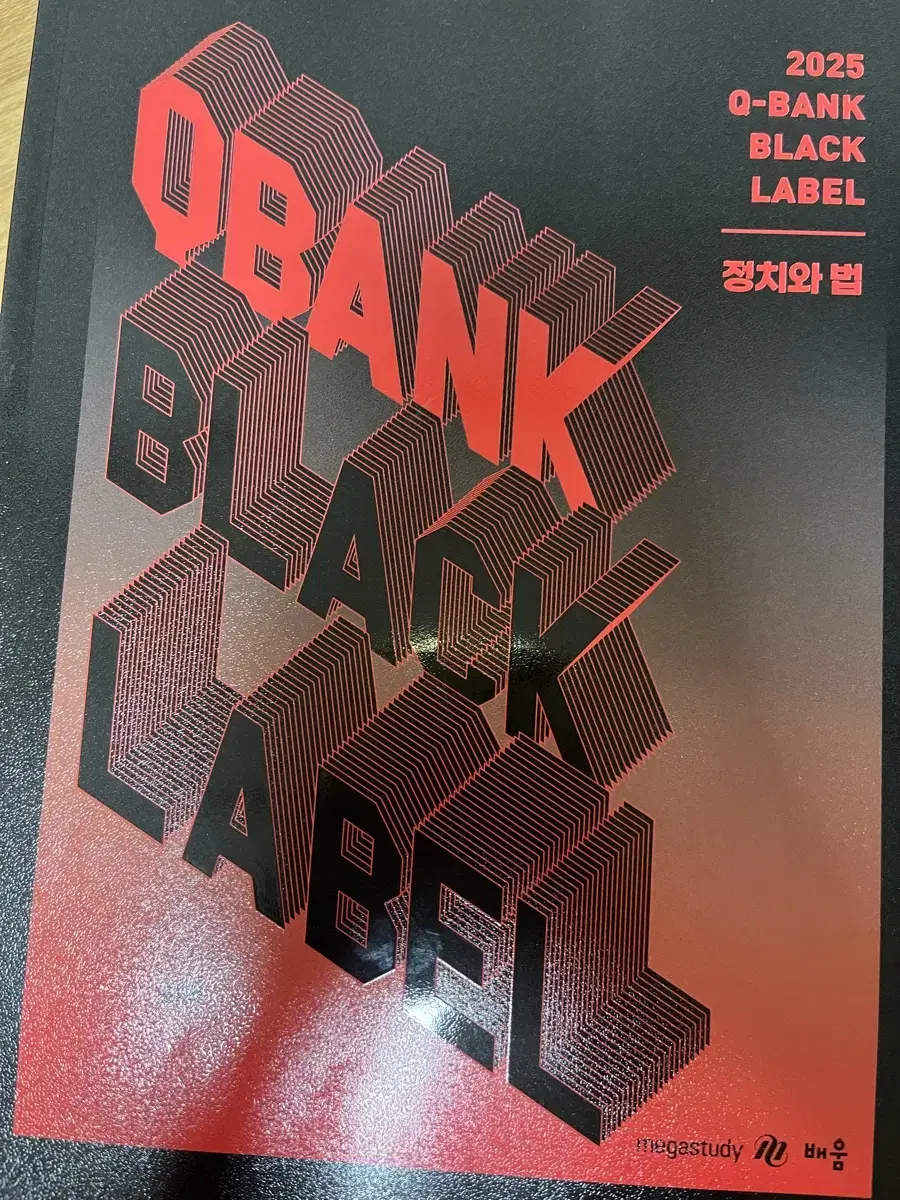 QBANK
BLACK
LABEL
2025
Q-BANK
BLACK
LABEL
정치와 법
megastudy 배움